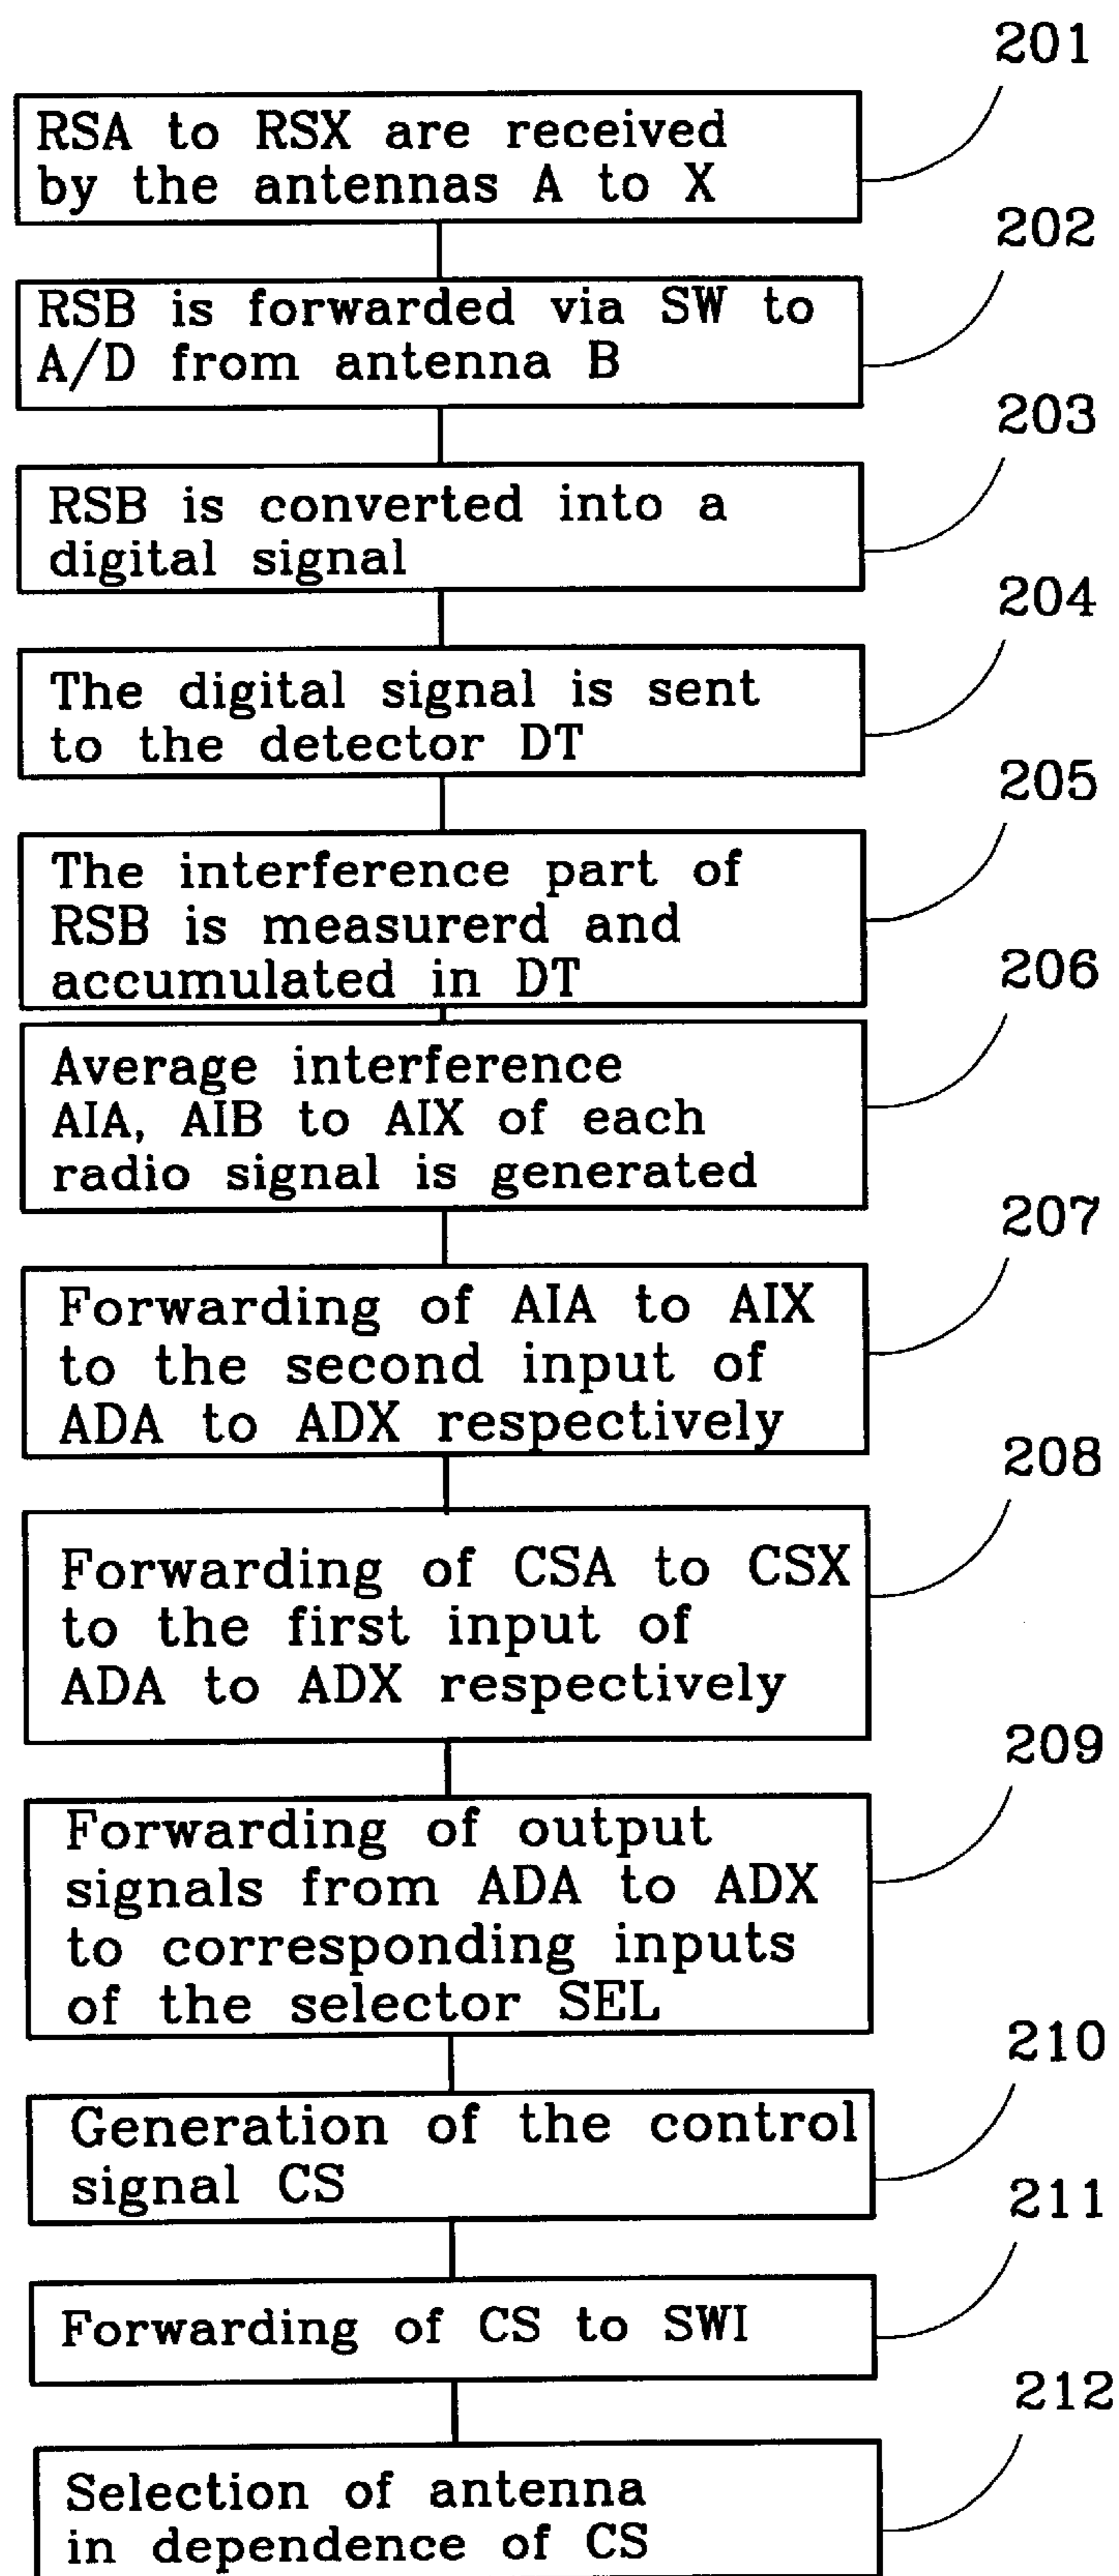 201
RSA to RSX are received
by the antennas A to X
202
RSB is forwarded via SW to
A/D from antenna B
203
RSB is converted into a
digital signal
204
The digital signal is sent
to the detector DT
205
The interference part of
RSB is measurerd and
accumulated in DT
206
Average interference
AIA, AIB to AIX of each
radio signal is generated
207
Forwarding of AIA to AIX
to the second input of
ADA to ADX respectively
208
Forwarding of CSA to CSX
to the first input of
ADA to ADX respectively
209
Forwarding of output
signals from ADA to ADX
to corresponding inputs
of the selector SEL
210
Generation of the control
signal CS
211
Forwarding of CS to SWI
212
Selection of antenna
in dependence of CS